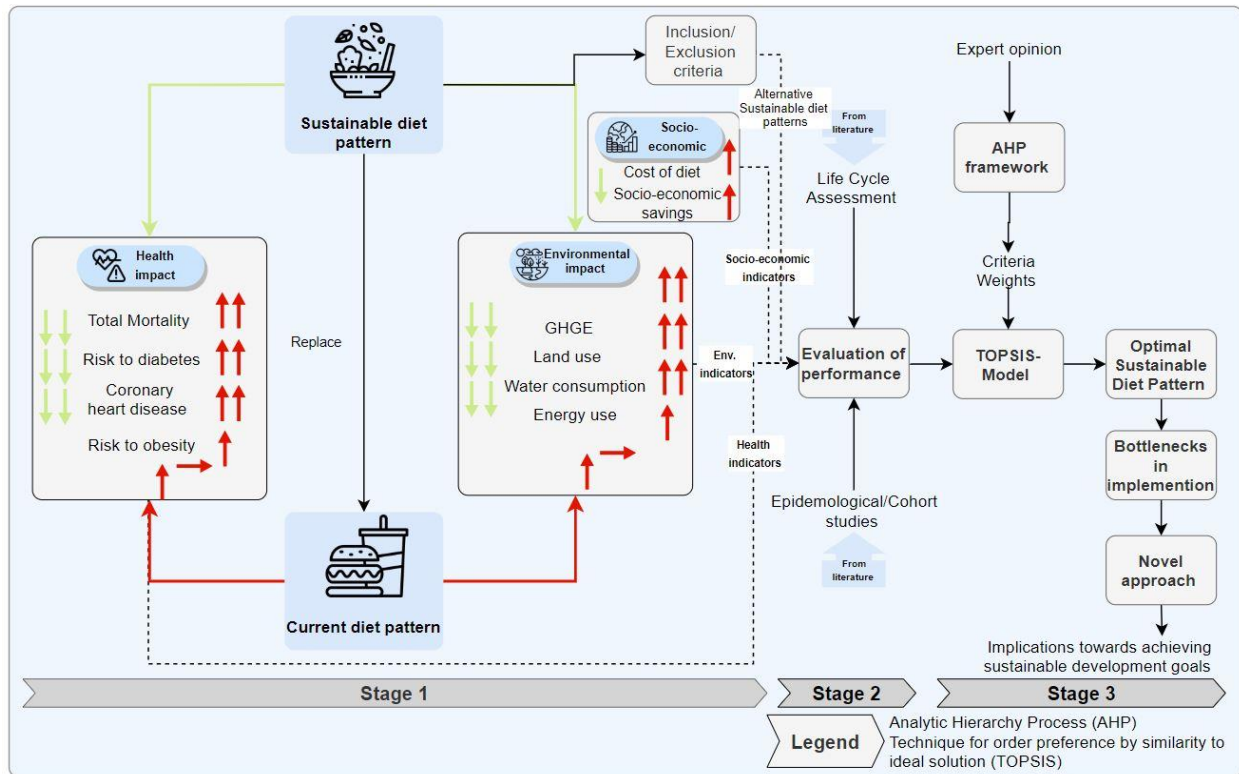 Sustainable diet
pattern
Inclusion/
Exclusion
criteria
Alternative
Sustainable diet
patterns
Socio-
economic
Cost of diet
Socio-economic
savings
Health
impact
Total Mortality
Risk to diabetes
Coronary
heart disease
Risk to obesity
Replace
Environmental
impact
GHGE
Land use
Water consumption
Energy use
Current diet pattern
Socio-economic
indicators
Env.
indicators
Health
indicators
From
literature
Life Cycle
Assessment
Evaluation of
performance
Epidemological/Cohort
studies
From
literature
Expert opinion
AHP
framework
Criteria
Weights
TOPSIS-
Model
Optimal
Sustainable
Diet Pattern
Bottlenecks
in
implemention
Novel
approach
Implications towards achieving
sustainable development goals
Stage 1
Stage 2
Stage 3
Legend
Analytic Hierarchy Process (AHP)
Technique for order preference by similarity to
ideal solution (TOPSIS)